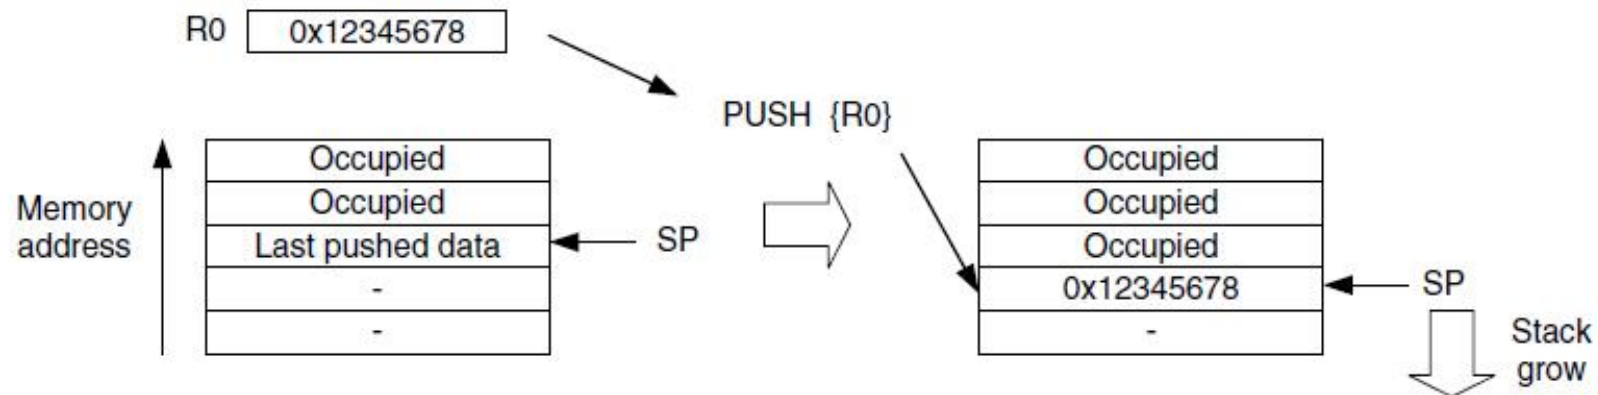 R0 0x12345678
PUSH {R0}
Memory
address
Occupied
Occupied
Last pushed data
-
-
SP
Occupied
Occupied
Occupied
0x12345678
-
SP
Stack
grow